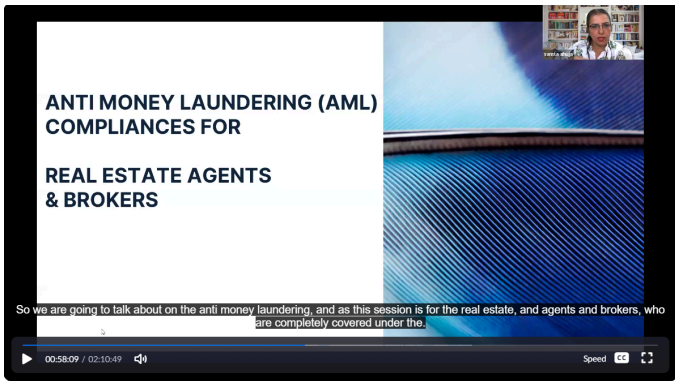 ANTI MONEY LAUNDERING (AML)
COMPLIANCES FOR
REAL ESTATE AGENTS
& BROKERS
So we are going to talk about on the anti money laundering, and as this session is for the real estate, and agents and brokers, who
are completely covered under the.
00:58:09 / 02:10:49
Speed
CC